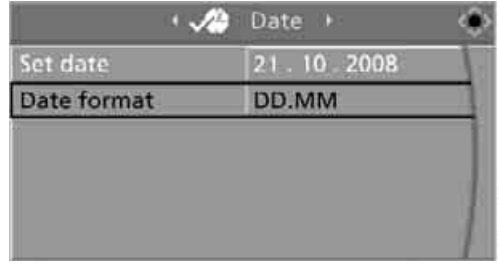 Date
Set date 21 . 10 . 2008
Date format DD.MM